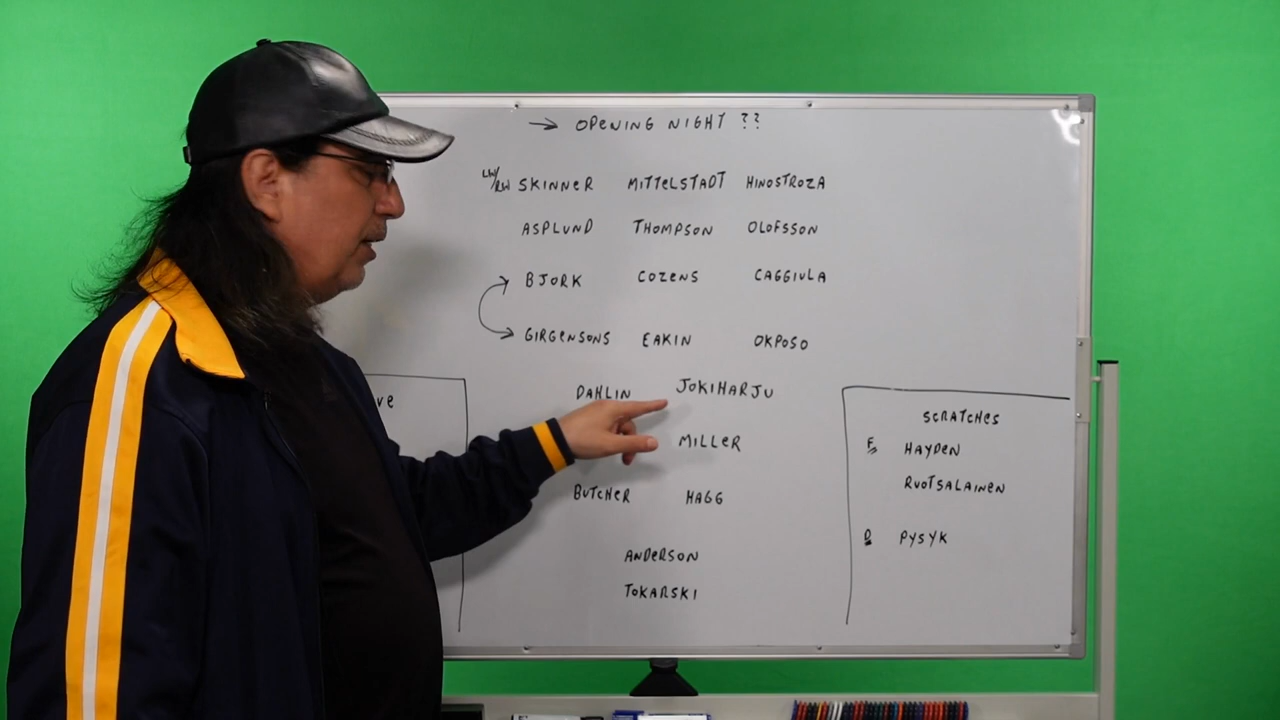 → OPENING NIGHT ??
LW/RW SKINNER MITTELSTADT HINOSTROZA
ASPLUND THOMPSON OLOFSSON
BJORK COZENS CAGGIULA
GIRGENSONS EAKIN OKPOSO
DAHLIN JOKIHARJU
MILLER
BUTCHER HAGG
ANDERSON
TOKARSKI
SCRATCHES
F HAYDEN
RUOTSALAINEN
D PYSYK